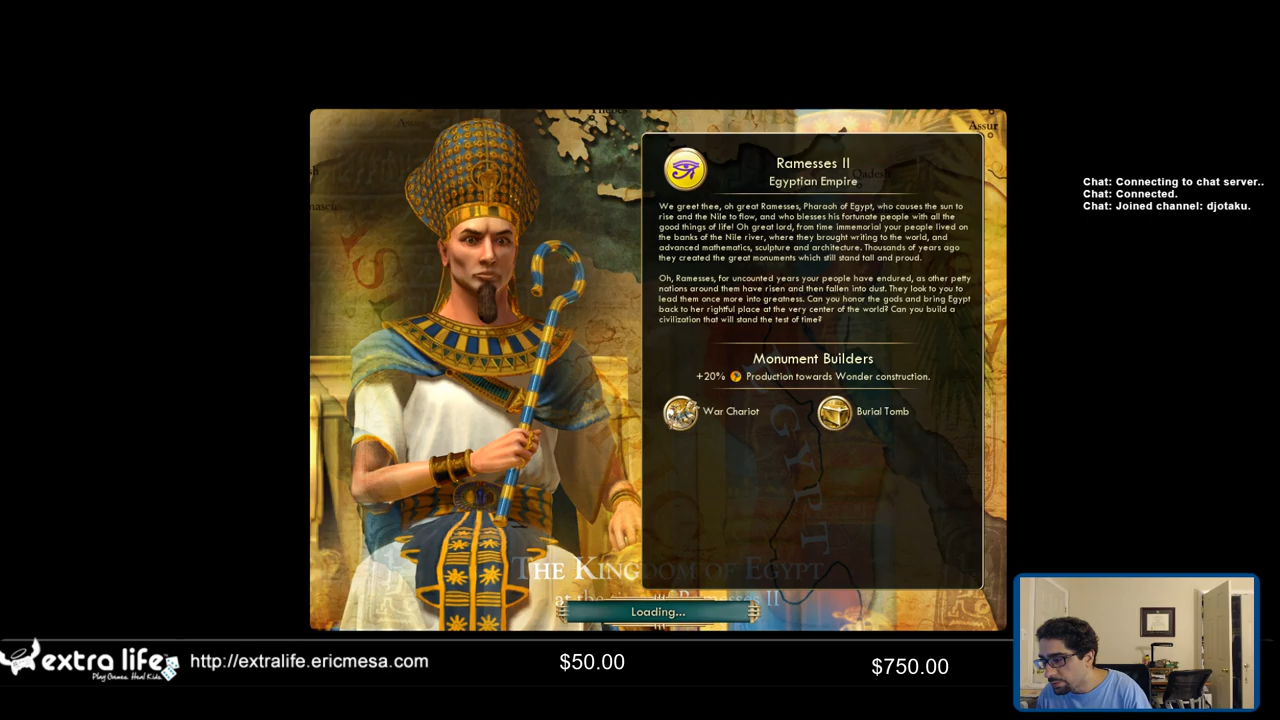 Assur
Qadesh
Ramesses II
Egyptian Empire
We greet thee, oh great Ramesses, Pharaoh of Egypt, who causes the sun to
rise and the Nile to flow, and who blesses his fortunate people with all the
good things of life! Oh great lord, from time immemorial your people lived on
the banks of the Nile river, where they brought writing to the world, and
advanced mathematics, sculpture and architecture. Thousands of years ago
they created the great monuments which still stand tall and proud.
Oh, Ramesses, for uncounted years your people have endured, as other petty
nations around them have risen and then fallen into dust. They look to you to
lead them once more into greatness. Can you honor the gods and bring Egypt
back to her rightful place at the very center of the world? Can you build a
civilization that will stand the test of time?
Monument Builders
+20% Production towards Wonder construction.
War Chariot
Burial Tomb
EGYPT
The Kingdom of Egypt
Ramesses II
Loading...
Chat: Connecting to chat server..
Chat: Connected.
Chat: Joined channel: djotaku.
extra life
Play Games. Heal Kids.
http://extralife.ericmesa.com
$50.00
$750.00